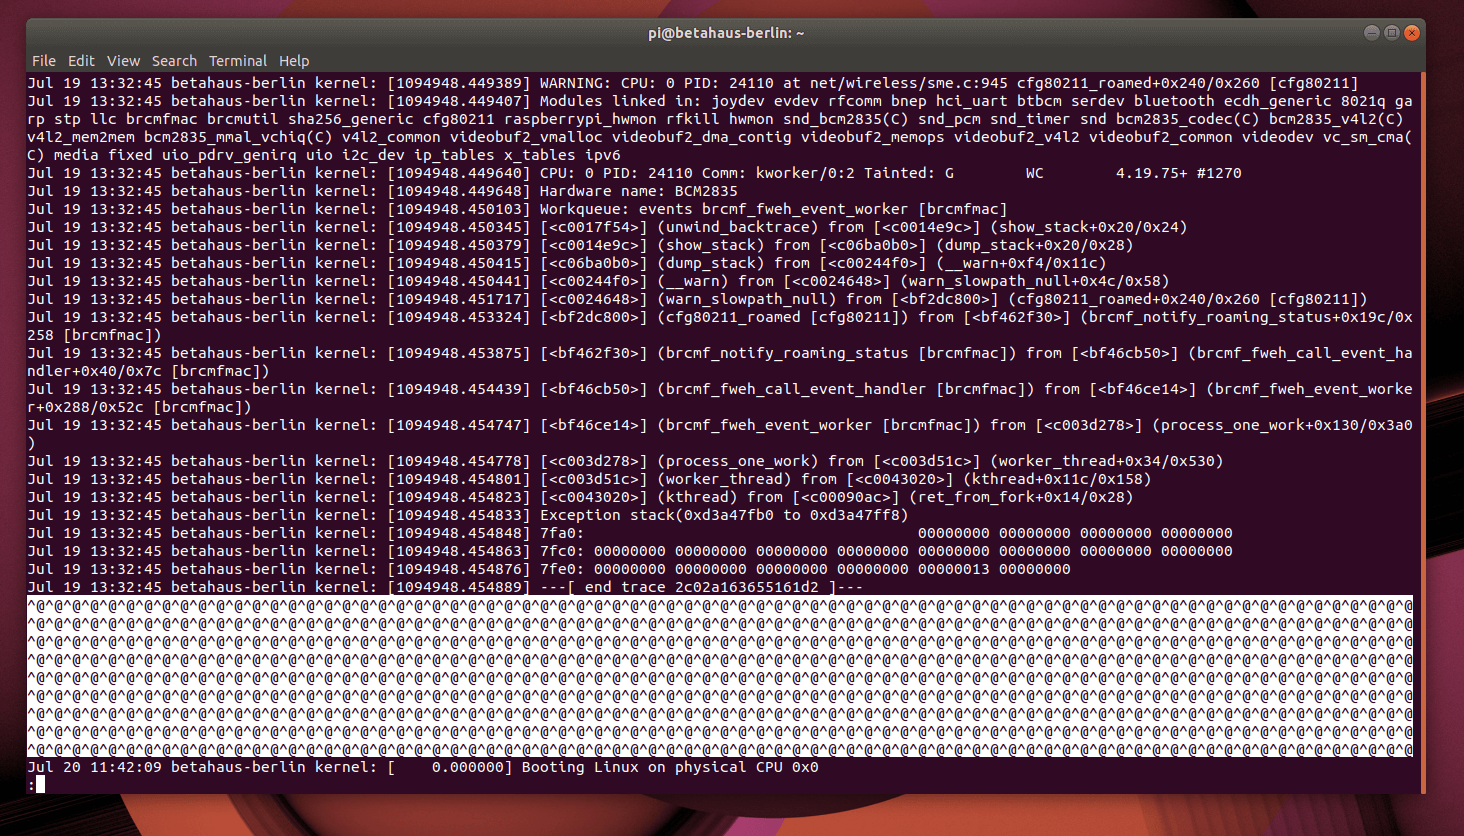 pi@betahaus-berlin: ~
File Edit View Search Terminal Help
Jul 19 13:32:45 betahaus-berlin kernel: [1094948.449389] WARNING: CPU: 0 PID: 24110 at net/wireless/sme.c:945 cfg80211_roamed+0x240/0x260 [cfg80211]
Jul 19 13:32:45 betahaus-berlin kernel: [1094948.449407] Modules linked in: joydev evdev rfcomm bnep hci_uart btbcm serdev bluetooth ecdh_generic 8021q ga
rp stp llc brcmfmac brcmutil sha256_generic cfg80211 raspberrypi_hwmon rfkill hwmon snd_bcm2835(C) snd_pcm snd_timer snd bcm2835_codec(C) bcm2835_v4l2(C)
v4l2_mem2mem bcm2835_mmal_vchiq(C) v4l2_common videobuf2_vmalloc videobuf2_dma_contig videobuf2_memops videobuf2_v4l2 videobuf2_common videodev vc_sm_cma(
C) media fixed uio_pdrv_genirq uio i2c_dev ip_tables x_tables ipv6
Jul 19 13:32:45 betahaus-berlin kernel: [1094948.449640] CPU: 0 PID: 24110 Comm: kworker/0:2 Tainted: G        WC        4.19.75+ #1270
Jul 19 13:32:45 betahaus-berlin kernel: [1094948.449648] Hardware name: BCM2835
Jul 19 13:32:45 betahaus-berlin kernel: [1094948.450103] Workqueue: events brcmf_fweh_event_worker [brcmfmac]
Jul 19 13:32:45 betahaus-berlin kernel: [1094948.450345] [<c0017f54>] (unwind_backtrace) from [<c0014e9c>] (show_stack+0x20/0x24)
Jul 19 13:32:45 betahaus-berlin kernel: [1094948.450379] [<c0014e9c>] (show_stack) from [<c06ba0b0>] (dump_stack+0x20/0x28)
Jul 19 13:32:45 betahaus-berlin kernel: [1094948.450415] [<c06ba0b0>] (dump_stack) from [<c00244f0>] (__warn+0xf4/0x11c)
Jul 19 13:32:45 betahaus-berlin kernel: [1094948.450441] [<c00244f0>] (__warn) from [<c0024648>] (warn_slowpath_null+0x4c/0x58)
Jul 19 13:32:45 betahaus-berlin kernel: [1094948.451717] [<c0024648>] (warn_slowpath_null) from [<bf2dc800>] (cfg80211_roamed+0x240/0x260 [cfg80211])
Jul 19 13:32:45 betahaus-berlin kernel: [1094948.453324] [<bf2dc800>] (cfg80211_roamed [cfg80211]) from [<bf462f30>] (brcmf_notify_roaming_status+0x19c/0x
258 [brcmfmac])
Jul 19 13:32:45 betahaus-berlin kernel: [1094948.453875] [<bf462f30>] (brcmf_notify_roaming_status [brcmfmac]) from [<bf46cb50>] (brcmf_fweh_call_event_ha
ndler+0x40/0x7c [brcmfmac])
Jul 19 13:32:45 betahaus-berlin kernel: [1094948.454439] [<bf46cb50>] (brcmf_fweh_call_event_handler [brcmfmac]) from [<bf46ce14>] (brcmf_fweh_event_worke
r+0x288/0x52c [brcmfmac])
Jul 19 13:32:45 betahaus-berlin kernel: [1094948.454747] [<bf46ce14>] (brcmf_fweh_event_worker [brcmfmac]) from [<c003d278>] (process_one_work+0x130/0x3a0
)
Jul 19 13:32:45 betahaus-berlin kernel: [1094948.454778] [<c003d278>] (process_one_work) from [<c003d51c>] (worker_thread+0x34/0x530)
Jul 19 13:32:45 betahaus-berlin kernel: [1094948.454801] [<c003d51c>] (worker_thread) from [<c0043020>] (kthread+0x11c/0x158)
Jul 19 13:32:45 betahaus-berlin kernel: [1094948.454823] [<c0043020>] (kthread) from [<c00090ac>] (ret_from_fork+0x14/0x28)
Jul 19 13:32:45 betahaus-berlin kernel: [1094948.454833] Exception stack(0xd3a47fb0 to 0xd3a47ff8)
Jul 19 13:32:45 betahaus-berlin kernel: [1094948.454848] 7fa0:                                     00000000 00000000 00000000 00000000
Jul 19 13:32:45 betahaus-berlin kernel: [1094948.454863] 7fc0: 00000000 00000000 00000000 00000000 00000000 00000000 00000000 00000000
Jul 19 13:32:45 betahaus-berlin kernel: [1094948.454876] 7fe0: 00000000 00000000 00000000 00000000 00000013 00000000
Jul 19 13:32:45 betahaus-berlin kernel: [1094948.454889] ---[ end trace 2c02a163655161d2 ]---
^@^@^@^@^@^@^@^@^@^@^@^@^@^@^@^@^@^@^@^@^@^@^@^@^@^@^@^@^@^@^@^@^@^@^@^@^@^@^@^@^@^@^@^@^@^@^@^@^@^@^@^@^@^@^@^@^@^@^@^@^@^@^@^@^@^@^@^@^@^@^@^@^@^@^@^@^@
^@^@^@^@^@^@^@^@^@^@^@^@^@^@^@^@^@^@^@^@^@^@^@^@^@^@^@^@^@^@^@^@^@^@^@^@^@^@^@^@^@^@^@^@^@^@^@^@^@^@^@^@^@^@^@^@^@^@^@^@^@^@^@^@^@^@^@^@^@^@^@^@^@^@^@^@^@
^@^@^@^@^@^@^@^@^@^@^@^@^@^@^@^@^@^@^@^@^@^@^@^@^@^@^@^@^@^@^@^@^@^@^@^@^@^@^@^@^@^@^@^@^@^@^@^@^@^@^@^@^@^@^@^@^@^@^@^@^@^@^@^@^@^@^@^@^@^@^@^@^@^@^@^@^@
^@^@^@^@^@^@^@^@^@^@^@^@^@^@^@^@^@^@^@^@^@^@^@^@^@^@^@^@^@^@^@^@^@^@^@^@^@^@^@^@^@^@^@^@^@^@^@^@^@^@^@^@^@^@^@^@^@^@^@^@^@^@^@^@^@^@^@^@^@^@^@^@^@^@^@^@^@
^@^@^@^@^@^@^@^@^@^@^@^@^@^@^@^@^@^@^@^@^@^@^@^@^@^@^@^@^@^@^@^@^@^@^@^@^@^@^@^@^@^@^@^@^@^@^@^@^@^@^@^@^@^@^@^@^@^@^@^@^@^@^@^@^@^@^@^@^@^@^@^@^@^@^@^@^@
^@^@^@^@^@^@^@^@^@^@^@^@^@^@^@^@^@^@^@^@^@^@^@^@^@^@^@^@^@^@^@^@^@^@^@^@^@^@^@^@^@^@^@^@^@^@^@^@^@^@^@^@^@^@^@^@^@^@^@^@^@^@^@^@^@^@^@^@^@^@^@^@^@^@^@^@^@
^@^@^@^@^@^@^@^@^@^@^@^@^@^@^@^@^@^@^@^@^@^@^@^@^@^@^@^@^@^@^@^@^@^@^@^@^@^@^@^@^@^@^@^@^@^@^@^@^@^@^@^@^@^@^@^@^@^@^@^@^@^@^@^@^@^@^@^@^@^@^@^@^@^@^@^@^@
^@^@^@^@^@^@^@^@^@^@^@^@^@^@^@^@^@^@^@^@^@^@^@^@^@^@^@^@^@^@^@^@^@^@^@^@^@^@^@^@^@^@^@^@^@^@^@^@^@^@^@^@^@^@^@^@^@^@^@^@^@^@^@^@^@^@^@^@^@^@^@^@^@^@^@^@^@
^@^@^@^@^@^@^@^@^@^@^@^@^@^@^@^@^@^@^@^@^@^@^@^@^@^@^@^@^@^@^@^@^@^@^@^@^@^@^@^@^@^@^@^@^@^@^@^@^@^@^@^@^@^@^@^@^@^@^@^@^@^@^@^@^@^@^@^@^@^@^@^@^@^@^@^@^@
Jul 20 11:42:09 betahaus-berlin kernel: [    0.000000] Booting Linux on physical CPU 0x0
: